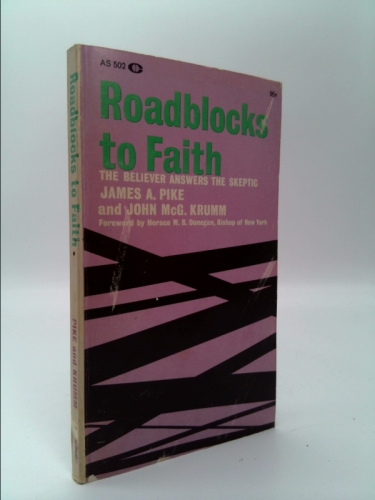 AS 502
95¢
Roadblocks
to Faith
THE BELIEVER ANSWERS THE SKEPTIC
JAMES A. PIKE
and JOHN McG. KRUMM
Foreword by Horace W. B. Donegan, Bishop of New York
Roadblocks to Faith •
PIKE and KRUMM